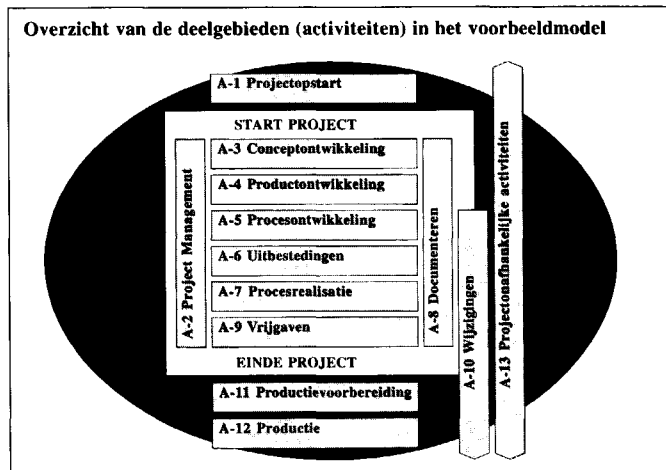 Overzicht van de deelgebieden (activiteiten) in het voorbeeldmodel
A-1 Projectopstart
START PROJECT
A-2 Project Management
A-3 Conceptontwikkeling
A-4 Productontwikkeling
A-5 Procesontwikkeling
A-6 Uitbestedingen
A-7 Procesrealisatie
A-9 Vrijgaven
A-8 Documenteren
A-10 Wijzigingen
A-13 Projectonafhankelijke activiteiten
EINDE PROJECT
A-11 Productievoorbereiding
A-12 Productie